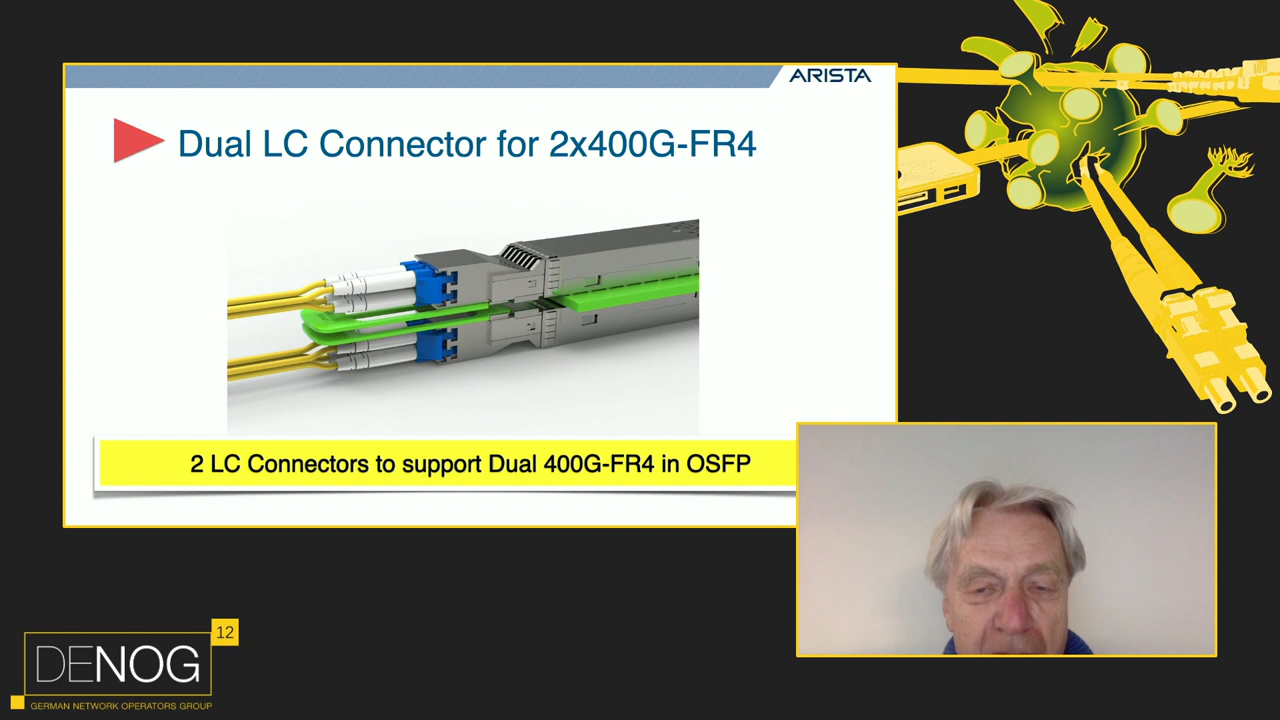 ARISTA
Dual LC Connector for 2x400G-FR4
2 LC Connectors to support Dual 400G-FR4 in OSFP
12
DENOG
GERMAN NETWORK OPERATORS GROUP